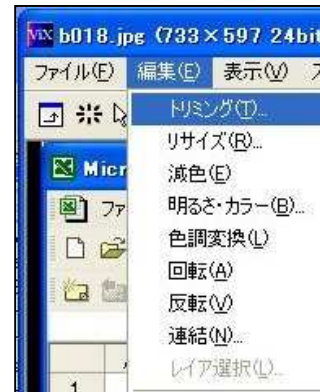 b018.jpg (733×597 24bit
ファイル(F) 編集(E) 表示(V)
トリミング(T)...
リサイズ(R)...
減色(E)
明るさ・カラー(B)...
色調変換(L)
回転(A)
反転(V)
連結(N)...
レイア選択(L)...
Micr
ファ
1